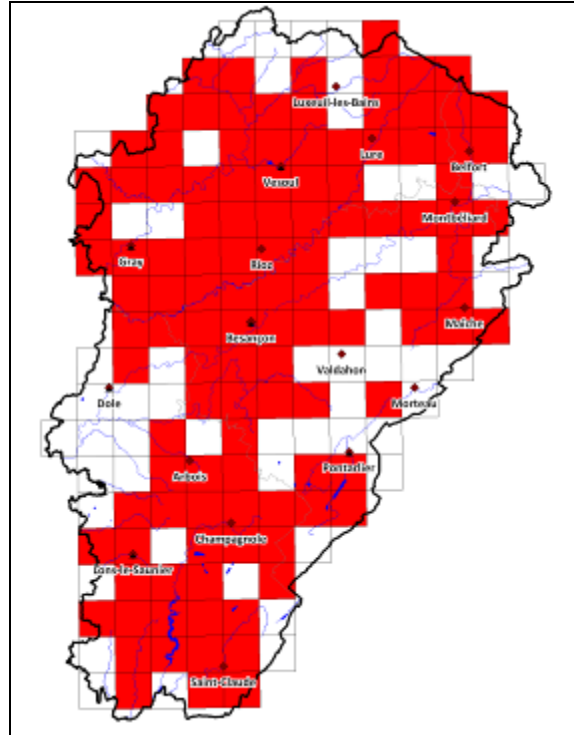 Luxeuil-les-Bains
Lure
Belfort
Vesoul
Montbéliard
Gray
Rioz
Besançon
Maîche
Valdahon
Dole
Morteau
Pontarlier
Arbois
Champagnole
Lons-le-Saunier
Saint-Claude